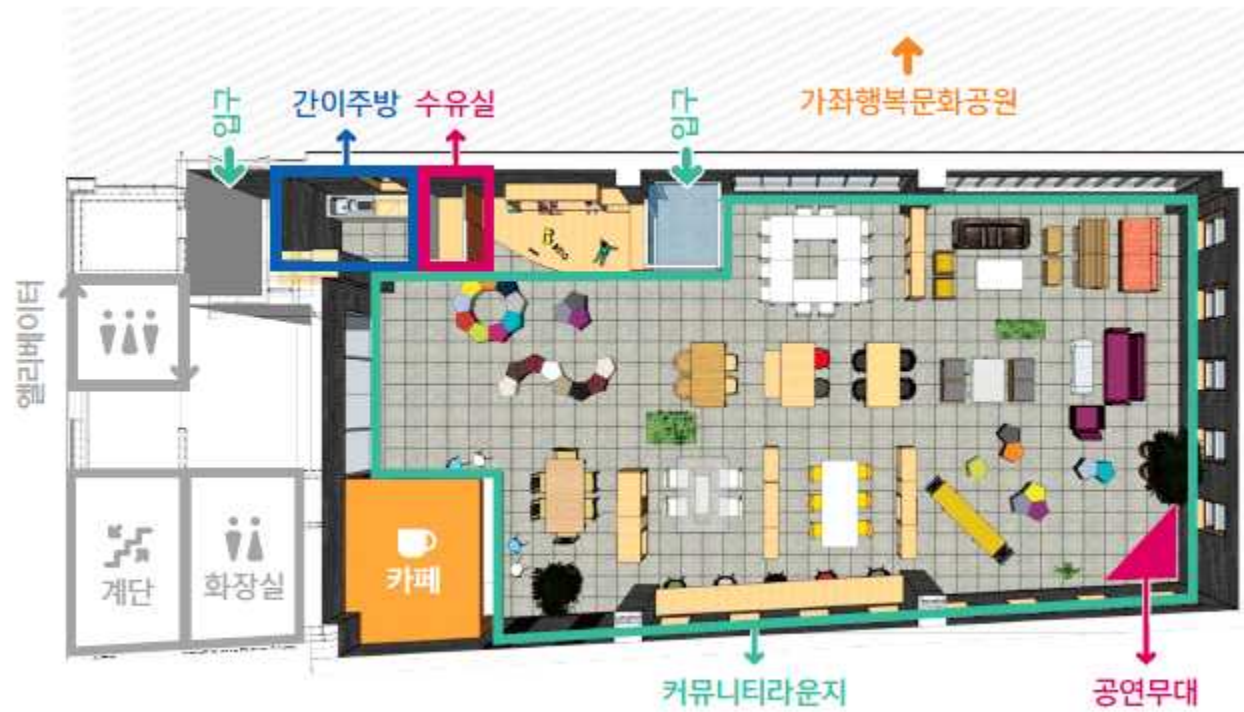 가좌행복문화공원
입구
간이주방
수유실
입구
앨리베이터
계단
화장실
카페
커뮤니티라운지
공연무대